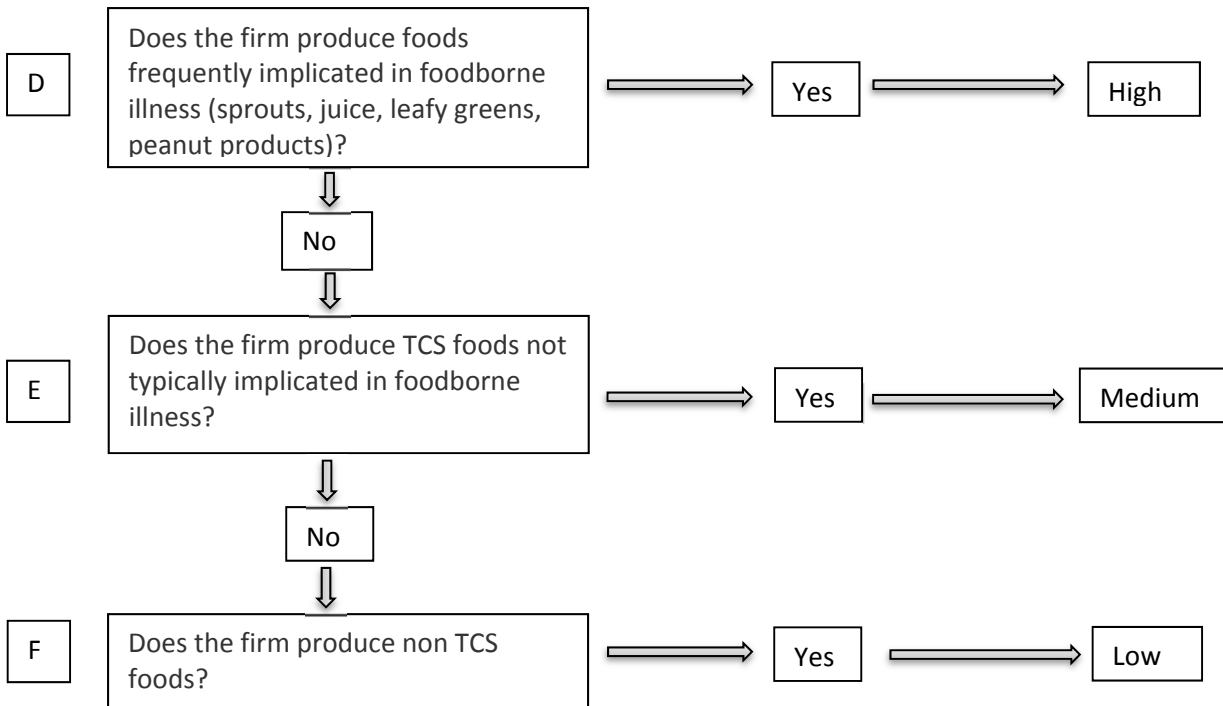 D
Does the firm produce foods
frequently implicated in foodborne
illness (sprouts, juice, leafy greens,
peanut products)?
Yes
High
No
E
Does the firm produce TCS foods not
typically implicated in foodborne
illness?
Yes
Medium
No
F
Does the firm produce non TCS
foods?
Yes
Low